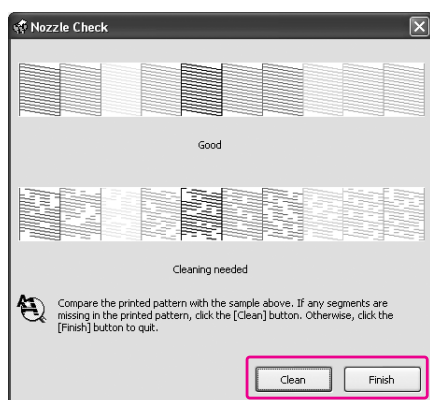 Nozzle Check
Good
Cleaning needed
Compare the printed pattern with the sample above. If any segments are
missing in the printed pattern, click the [Clean] button. Otherwise, click the
[Finish] button to quit.
Clean
Finish